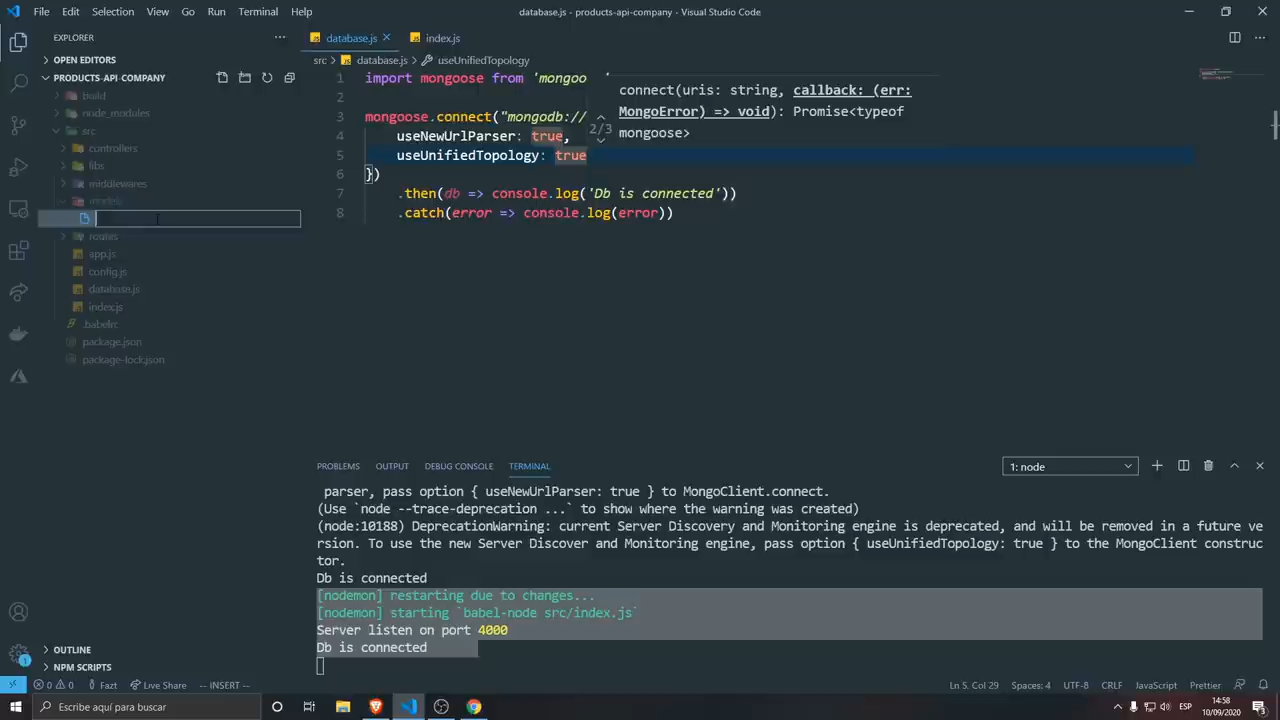 File Edit Selection View Go Run Terminal Help
database.js - products-api-company - Visual Studio Code
EXPLORER
OPEN EDITORS
PRODUCTS-API-COMPANY
build
node_modules
src
controllers
libs
middlewares
models
routes
app.js
config.js
database.js
index.js
.babelrc
package.json
package-lock.json
OUTLINE
NPM SCRIPTS
database.js
index.js
src > database.js > useUnifiedTopology
1 import mongoose from 'mongoo
2
3 mongoose.connect("mongodb://
4 useNewUrlParser: true,
5 useUnifiedTopology: true
6 })
7 .then(db => console.log('Db is connected'))
8 .catch(error => console.log(error))
2/3
connect(uris: string, callback: (err:
MongoError) => void): Promise<typeof
mongoose>
PROBLEMS OUTPUT DEBUG CONSOLE TERMINAL
1: node
parser, pass option { useNewUrlParser: true } to MongoClient.connect.
(Use `node --trace-deprecation ...` to show where the warning was created)
(node:10188) DeprecationWarning: current Server Discovery and Monitoring engine is deprecated, and will be removed in a future ve
rsion. To use the new Server Discover and Monitoring engine, pass option { useUnifiedTopology: true } to the MongoClient construc
tor.
Db is connected
[nodemon] restarting due to changes...
[nodemon] starting `babel-node src/index.js`
Server listen on port 4000
Db is connected
1
0 0 Fazt Live Share -- INSERT --
Ln 5, Col 29 Spaces: 4 UTF-8 CRLF JavaScript Prettier
Escribe aquí para buscar
ESP
14:58
10/09/2020
3